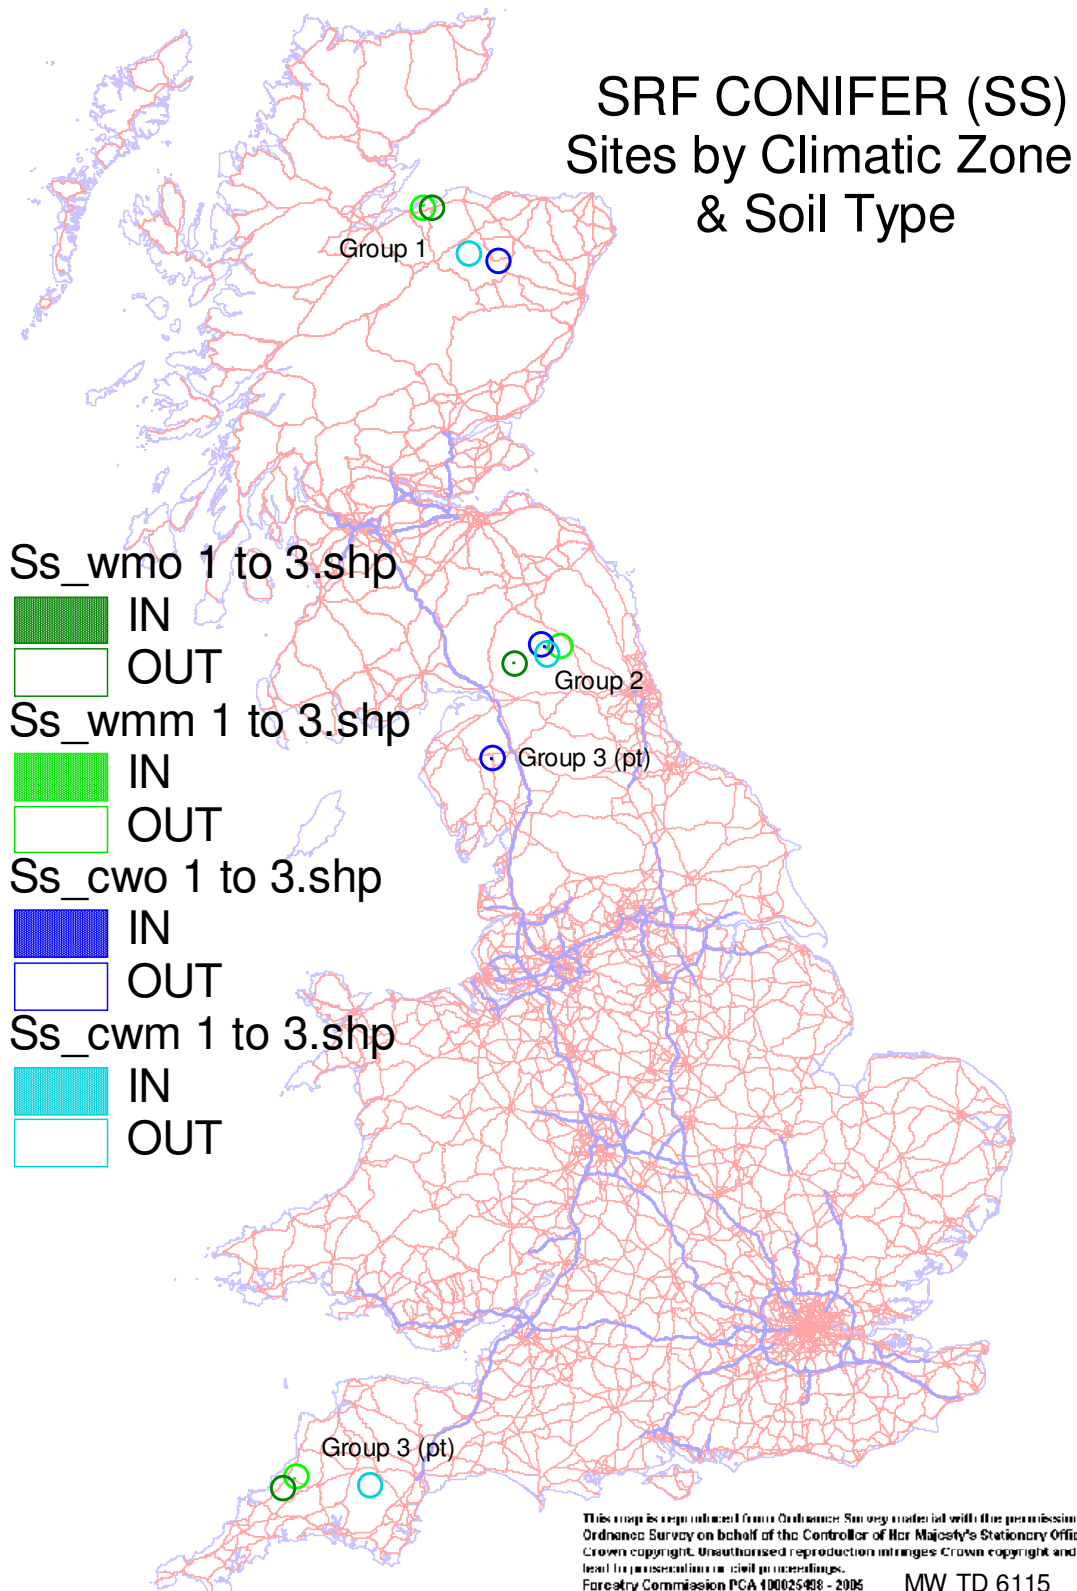 SRF CONIFER (SS)
Sites by Climatic Zone
& Soil Type
Group 1
Ss_wmo 1 to 3.shp
IN
OUT
Ss_wmm 1 to 3.shp
IN
OUT
Ss_cwo 1 to 3.shp
IN
OUT
Ss_cwm 1 to 3.shp
IN
OUT
Group 2
Group 3 (pt)
Group 3 (pt)
This map is reproduced from Ordnance Survey material with the permission
Ordnance Survey on behalf of the Controller of Her Majesty's Stationery Offic
Crown copyright. Unauthorised reproduction infringes Crown copyright and
lead to prosecution or civil proceedings.
Forestry Commission PGA 100025498 - 2005
MW TD 6115